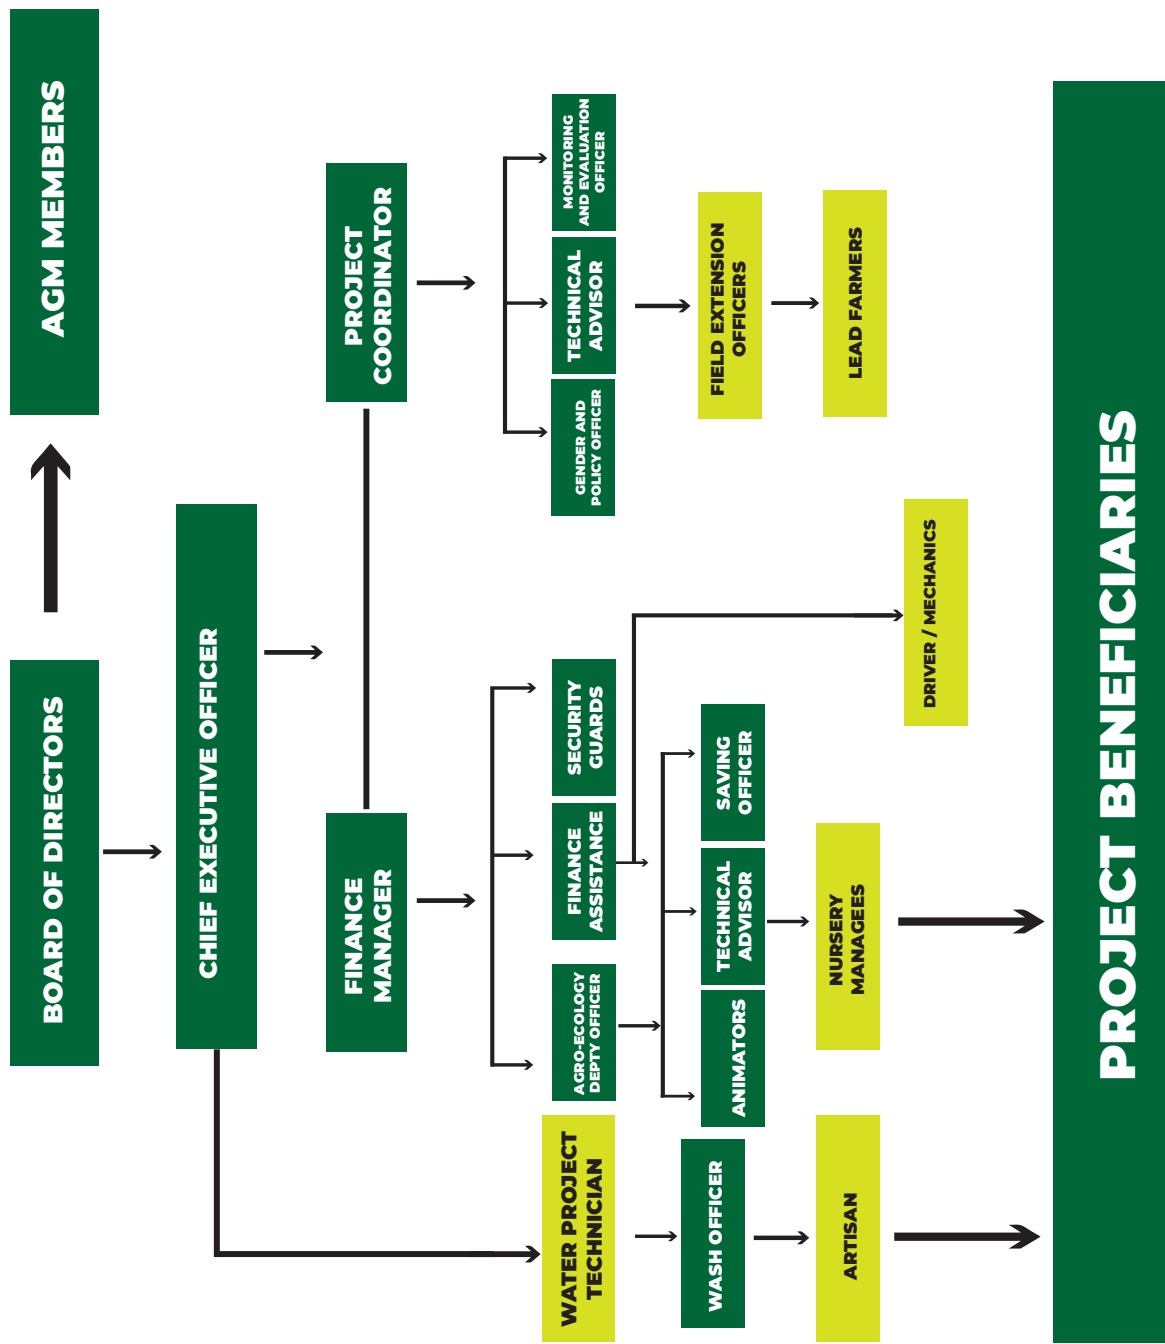 BOARD OF DIRECTORS
AGM MEMBERS
CHIEF EXECUTIVE OFFICER
FINANCE
MANAGER
PROJECT
COORDINATOR
WATER PROJECT
TECHNICIAN
AGRO-ECOLOGY
DEPTY OFFICER
FINANCE
ASSISTANCE
SECURITY
GUARDS
GENDER AND
POLICY OFFICER
TECHNICAL
ADVISOR
MONITORING
AND EVALUATION
OFFICER
WASH OFFICER
ANIMATORS
TECHNICAL
ADVISOR
SAVING
OFFICER
FIELD EXTENSION
OFFICERS
ARTISAN
NURSERY
MANAGEES
LEAD FARMERS
DRIVER / MECHANICS
PROJECT BENEFICIARIES